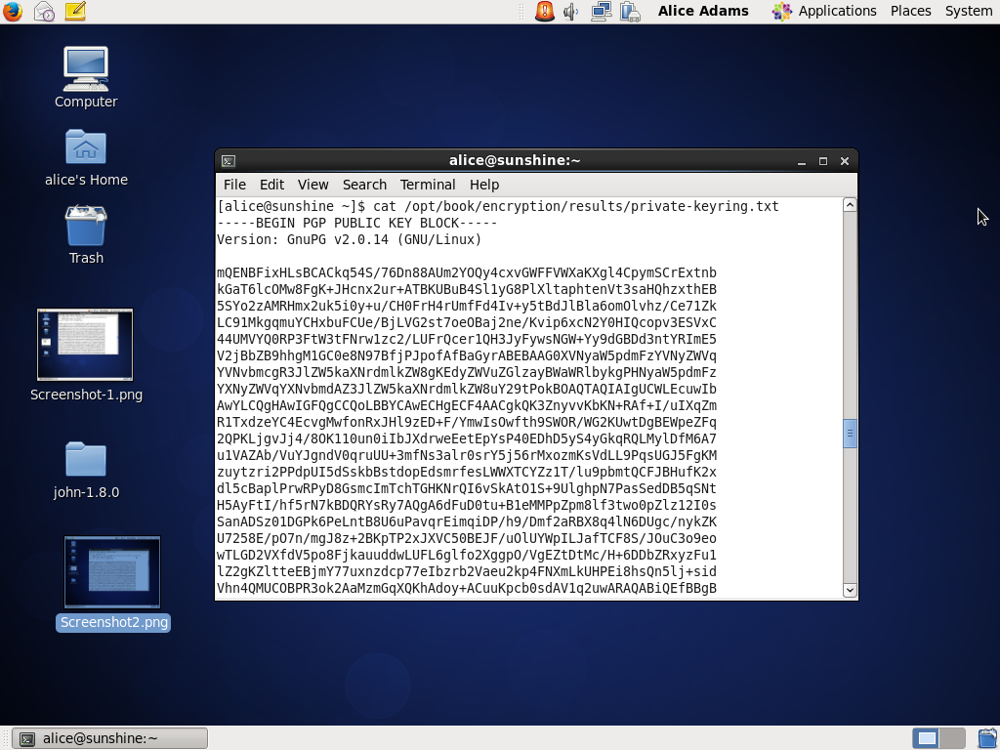 Alice Adams Applications Places System
Computer
alice's Home
Trash
Screenshot-1.png
john-1.8.0
Screenshot2.png
alice@sunshine:~
File Edit View Search Terminal Help
[alice@sunshine ~]$ cat /opt/book/encryption/results/private-keyring.txt
-----BEGIN PGP PUBLIC KEY BLOCK-----
Version: GnuPG v2.0.14 (GNU/Linux)
mQENBFixHLsBCACkq54S/76Dn88AUm2YOQy4cxvGWFFVWXaKXgl4CpymSCrExtnb
kGaT6lcOMw8FgK+JHcnx2ur+ATBKUBuB4Sl1yG8PlXltaphtenVt3saHQhzxthEB
5SYo2zAMRHmx2uk5i0y+u/CH0FrH4rUmfFd4Iv+y5tBdJlBla6omOlvhz/Ce71Zk
LC91MkgqmuYCHxbuFCUe/BjLVG2st7oeOBaj2ne/Kvip6xcN2Y0HIQcopv3ESVxC
44UMVYQ0RP3FtW3tFNrw1zc2/LUFrQcer1QH3JyFywsNGW+Yy9dGBDd3ntYRImE5
V2jBbZB9hhgM1GC0e8N97BfjPJpofAfBaGyrABEBAAG0XVNyaW5pdmFzYVNyZWVq
YVNvbmcgR3JlZW5kaXNrdmlkZW8gKEdyZWVuZGlzayBWaWRlbykgPHNyaW5pdmFz
YXNyZWVqYXNvbmdAZ3JlZW5kaXNrdmlkZW8uY29tPokBOAQTAQIAIgUCWLEcuwIb
AwYLCQgHAwIGFQgCCQoLBBYCAwECHgECF4AACgkQK3ZnyvvKbKN+RAf+I/uIXqZm
R1TxdzeYC4EcvgMwfonRxJHl9zED+F/YmwIsOwfth9SWOR/WG2KUwtDgBEWpeZFq
2QPKLjgvJj4/8OK110un0iIbJXdrweEetEpYsP40EDhD5yS4yGkqRQLMylDfM6A7
u1VAZAb/VuYJgndV0qruUU+3mfNs3alr0srY5j56rMxozmKsVdLL9PqsUGJ5FgKM
zuytzri2PPdpUI5dSskbBstdopEdsmrfesLWWXTCYZz1T/lu9pbmtQCFJBHufK2x
dl5cBaplPrwRPyD8GsmcImTchTGHKNrQI6vSkAtO1S+9UlghpN7PasSedDB5qSNt
H5AyFtI/hf5rN7kBDQRYsRy7AQgA6dFuD0tu+B1eMMPpZpm8lf3two0pZlz12I0s
SanADSz01DGPk6PeLntB8U6uPavqrEimqiDP/h9/Dmf2aRBX8q4lN6DUgc/nykZK
U7258E/pO7n/mgJ8z+2BKpTP2xJXVC50BEJF/uOlUYWpILJafTCF8S/JOuC3o9eo
wTLGD2VXfdV5po8FjkauuddwLUFL6glfo2XggpO/VgEZtDtMc/H+6DDbZRxyzFu1
lZ2gKZltteEBjmY77uxnzdcp77eIbzrb2Vaeu2kp4FNXmLkUHPEi8hsQn5lj+sid
Vhn4QMUCOBPR3ok2AaMzmGqXQKhAdoy+ACuuKpcb0sdAV1q2uwARAQABiQEfBBgB
alice@sunshine:~